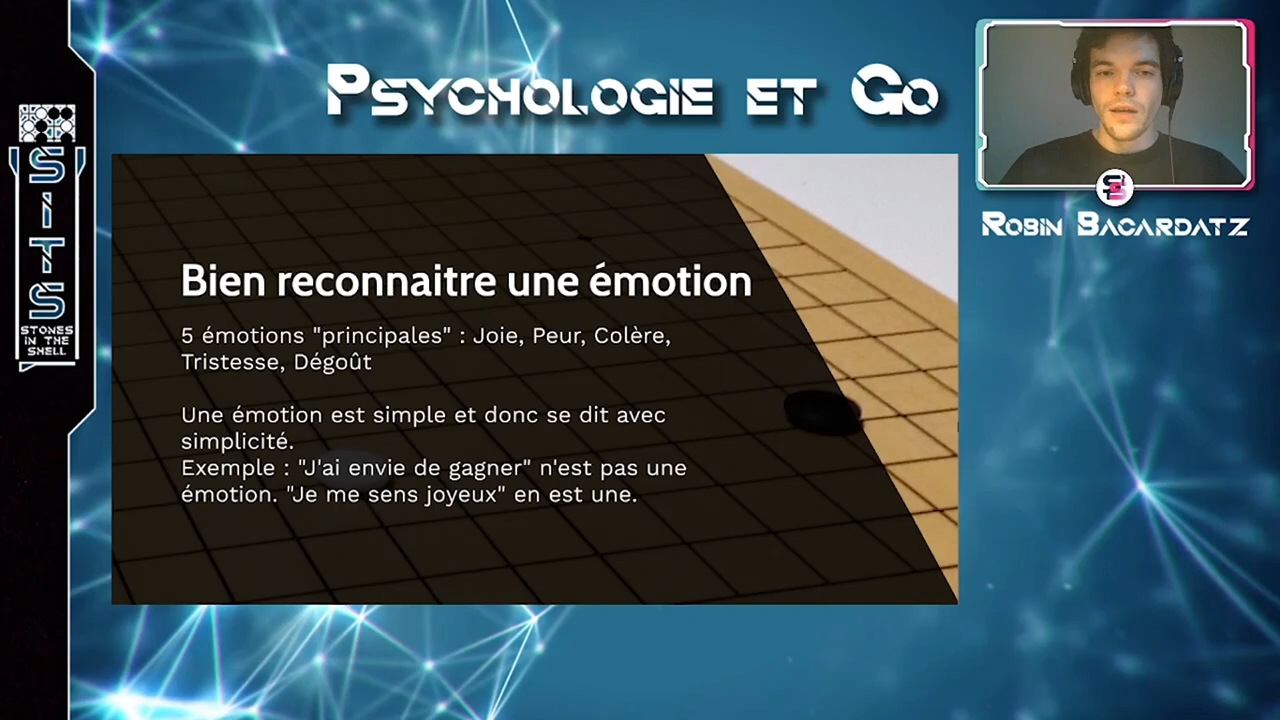 Psychologie et Go
SITS
STONES
IN THE
SHELL
Robin Bacardatz
Bien reconnaitre une émotion
5 émotions "principales" : Joie, Peur, Colère,
Tristesse, Dégoût
Une émotion est simple et donc se dit avec
simplicité.
Exemple : "J'ai envie de gagner" n'est pas une
émotion. "Je me sens joyeux" en est une.